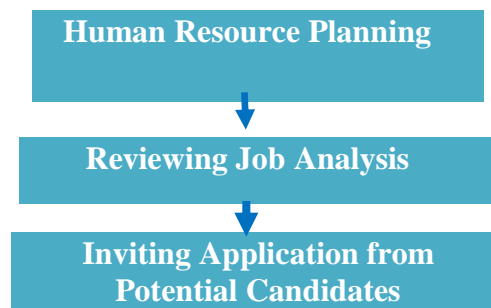 Human Resource Planning
Reviewing Job Analysis
Inviting Application from
Potential Candidates